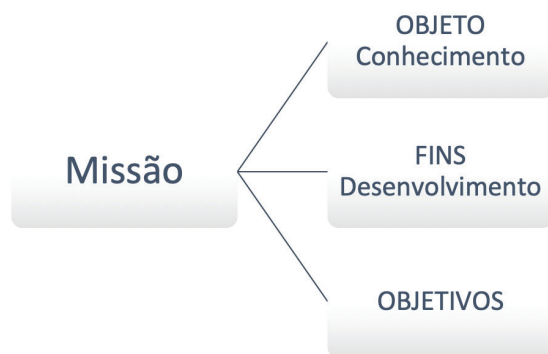 Missão
OBJETO
Conhecimento
FINS
Desenvolvimento
OBJETIVOS